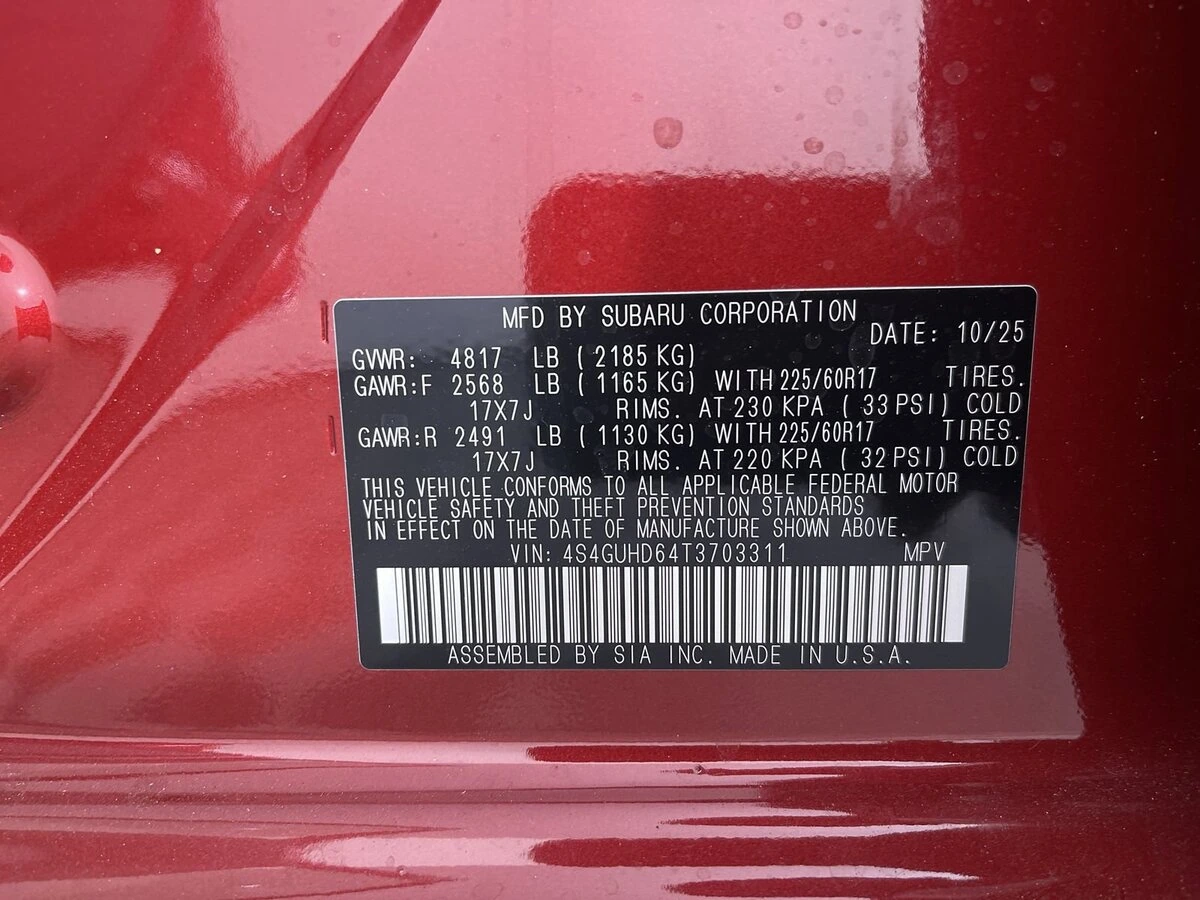 MFD BY SUBARU CORPORATION
DATE: 10/25
GVWR: 4817 LB ( 2185 KG)
GAWR:F 2568 LB ( 1165 KG) WITH 225/60R17 TIRES.
17X7J RIMS. AT 230 KPA ( 33 PSI) COLD
GAWR:R 2491 LB ( 1130 KG) WITH 225/60R17 TIRES.
17X7J RIMS. AT 220 KPA ( 32 PSI) COLD
THIS VEHICLE CONFORMS TO ALL APPLICABLE FEDERAL MOTOR
VEHICLE SAFETY AND THEFT PREVENTION STANDARDS
IN EFFECT ON THE DATE OF MANUFACTURE SHOWN ABOVE.
VIN: 4S4GUHD64T3703311 MPV
ASSEMBLED BY SIA INC. MADE IN U.S.A.